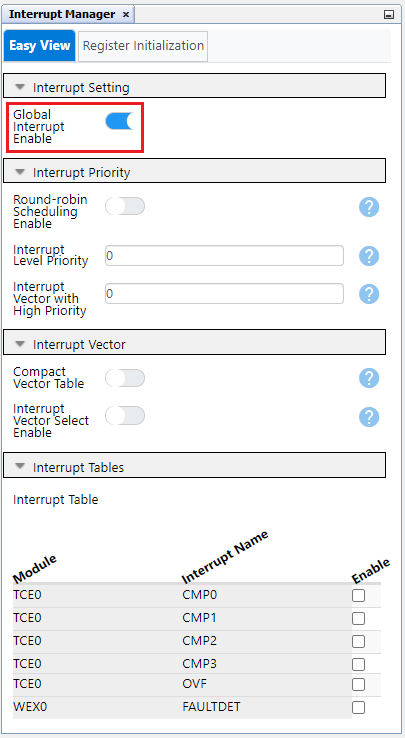 Interrupt Manager ×
Easy View Register Initialization
Interrupt Setting
Global
Interrupt
Enable
Interrupt Priority
Round-robin
Scheduling
Enable
?
Interrupt
Level Priority
0
?
Interrupt
Vector with
High Priority
0
?
Interrupt Vector
Compact
Vector Table
?
Interrupt
Vector Select
Enable
?
Interrupt Tables
Interrupt Table
Module Interrupt Name Enable
TCE0 CMP0
TCE0 CMP1
TCE0 CMP2
TCE0 CMP3
TCE0 OVF
WEX0 FAULTDET